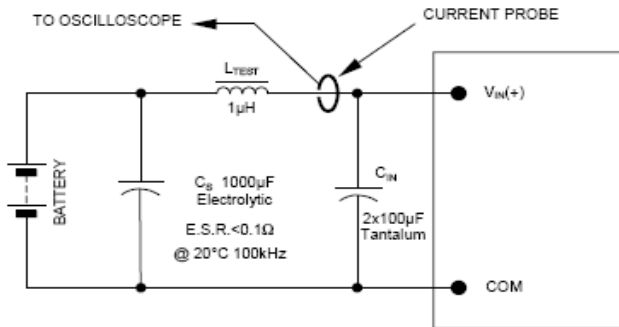 TO OSCILLOSCOPE
CURRENT PROBE
LTEST
1µH
VIN(+)
BATTERY
CS 1000µF
Electrolytic
E.S.R.<0.1Ω
@ 20°C 100kHz
CIN
2x100µF
Tantalum
COM